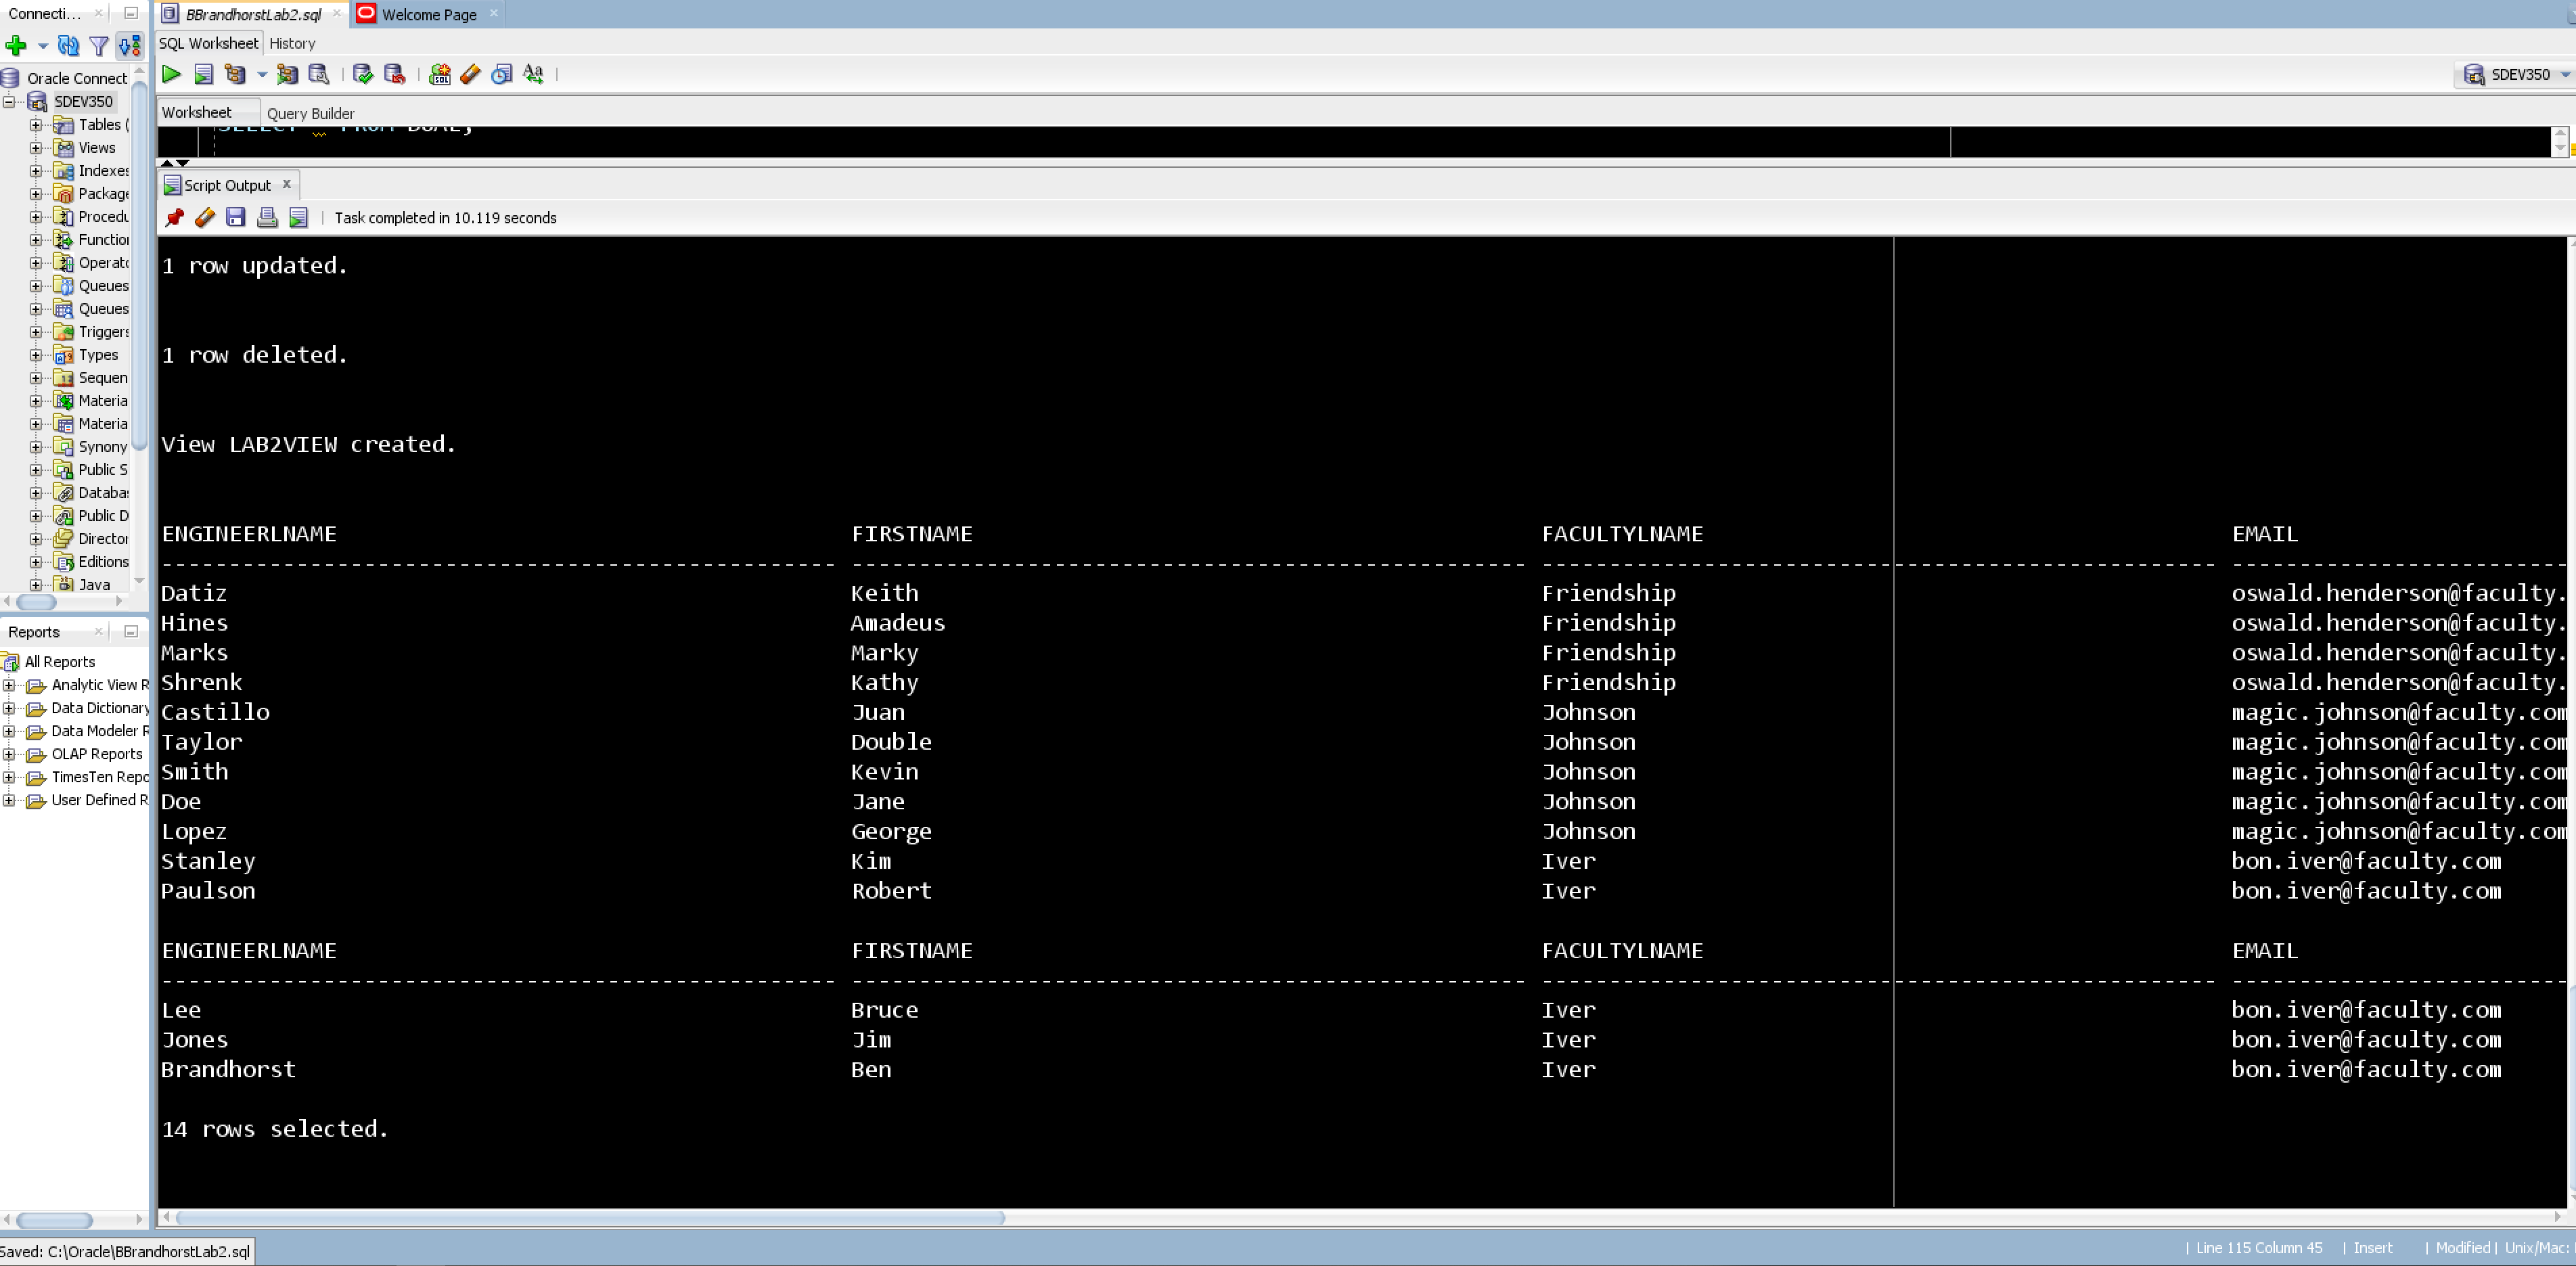 Connecti...
BBrandhorstLab2.sql
Welcome Page
SQL Worksheet History
SDEV350
Worksheet Query Builder
Oracle Connect
SDEV350
Tables (
Views
Indexes
Package
Procedu
Function
Operato
Queues
Queues
Triggers
Types
Sequen
Materia
Materia
Synony
Public S
Databas
Public D
Director
Editions
Java
Reports
All Reports
Analytic View R
Data Dictionary
Data Modeler R
OLAP Reports
TimesTen Repo
User Defined R
SELECT * FROM DUAL;
Script Output
Task completed in 10.119 seconds
1 row updated.
1 row deleted.
View LAB2VIEW created.
ENGINEERLNAME FIRSTNAME FACULTYLNAME EMAIL
Datiz Keith Friendship oswald.henderson@faculty.
Hines Amadeus Friendship oswald.henderson@faculty.
Marks Marky Friendship oswald.henderson@faculty.
Shrenk Kathy Friendship oswald.henderson@faculty.
Castillo Juan Johnson magic.johnson@faculty.com
Taylor Double Johnson magic.johnson@faculty.com
Smith Kevin Johnson magic.johnson@faculty.com
Doe Jane Johnson magic.johnson@faculty.com
Lopez George Johnson magic.johnson@faculty.com
Stanley Kim Iver bon.iver@faculty.com
Paulson Robert Iver bon.iver@faculty.com
ENGINEERLNAME FIRSTNAME FACULTYLNAME EMAIL
Lee Bruce Iver bon.iver@faculty.com
Jones Jim Iver bon.iver@faculty.com
Brandhorst Ben Iver bon.iver@faculty.com
14 rows selected.
Saved: C:\Oracle\BBrandhorstLab2.sql
| Line 115 Column 45 | Insert | Modified | Unix/Mac: